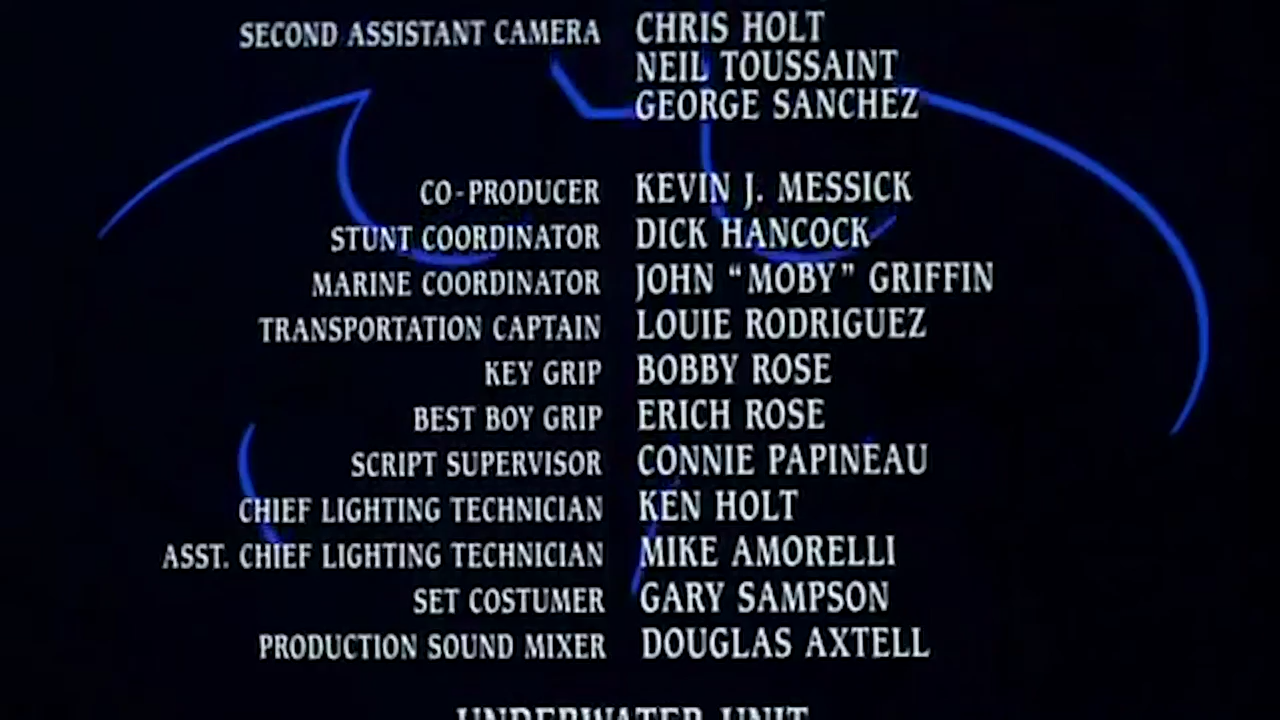 SECOND ASSISTANT CAMERA CHRIS HOLT
NEIL TOUSSAINT
GEORGE SANCHEZ
CO-PRODUCER KEVIN J. MESSICK
STUNT COORDINATOR DICK HANCOCK
MARINE COORDINATOR JOHN “MOBY” GRIFFIN
TRANSPORTATION CAPTAIN LOUIE RODRIGUEZ
KEY GRIP BOBBY ROSE
BEST BOY GRIP ERICH ROSE
SCRIPT SUPERVISOR CONNIE PAPINEAU
CHIEF LIGHTING TECHNICIAN KEN HOLT
ASST. CHIEF LIGHTING TECHNICIAN MIKE AMORELLI
SET COSTUMER GARY SAMPSON
PRODUCTION SOUND MIXER DOUGLAS AXTELL
UNDERWATER UNIT